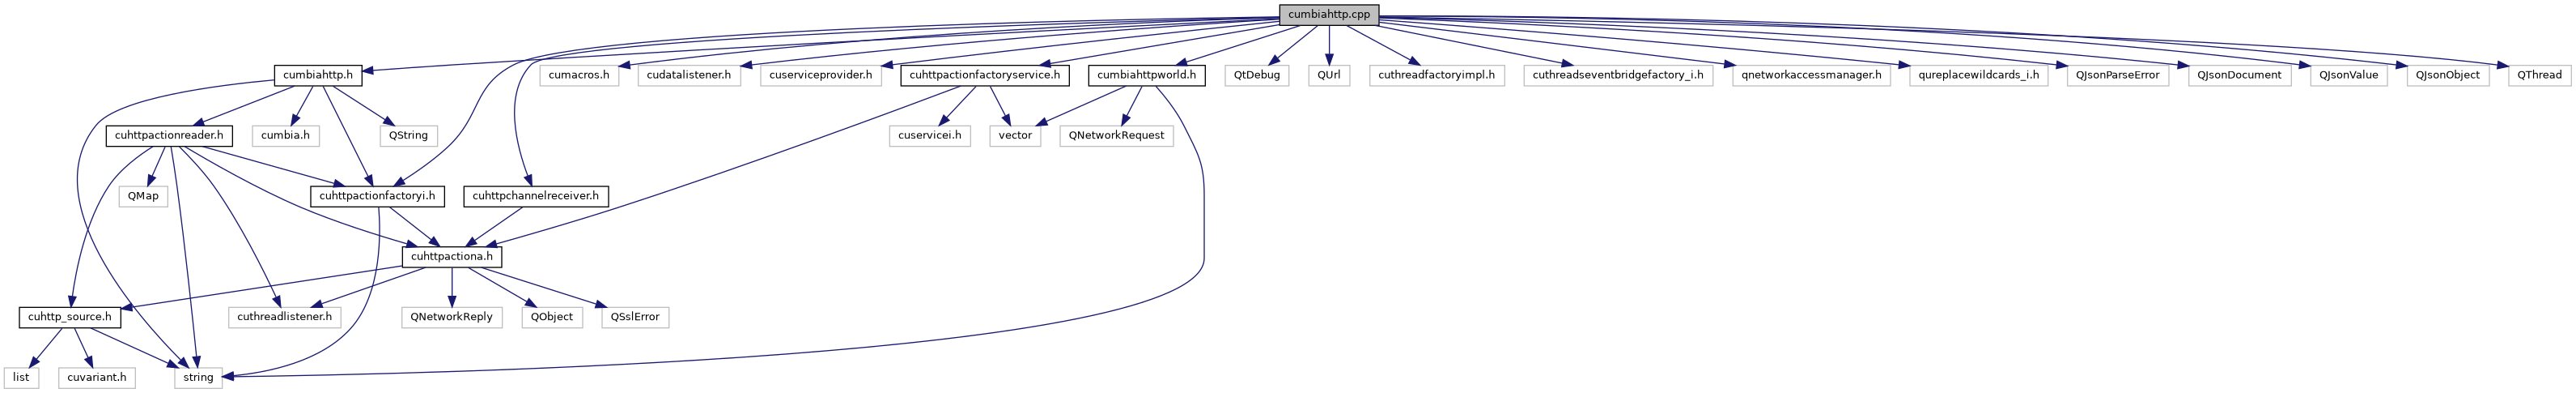 cumbiahttp.cpp
cumbiahttp.h
cumacros.h
cudatalistener.h
cuserviceprovider.h
cuhttpactionfactoryservice.h
cumbiahttpworld.h
QtDebug
QUrl
cuthreadfactoryimpl.h
cuthreadseventbridgefactory_i.h
qnetworkaccessmanager.h
qureplacewildcards_i.h
QJsonParseError
QJsonDocument
QJsonValue
QJsonObject
QThread
cuhttpactionreader.h
cumbia.h
QString
cuservicei.h
vector
QNetworkRequest
QMap
cuhttpactionfactoryi.h
cuhttpchannelreceiver.h
cuhttpactiona.h
cuhttp_source.h
cuthreadlistener.h
QNetworkReply
QObject
QSslError
list
cuvariant.h
string